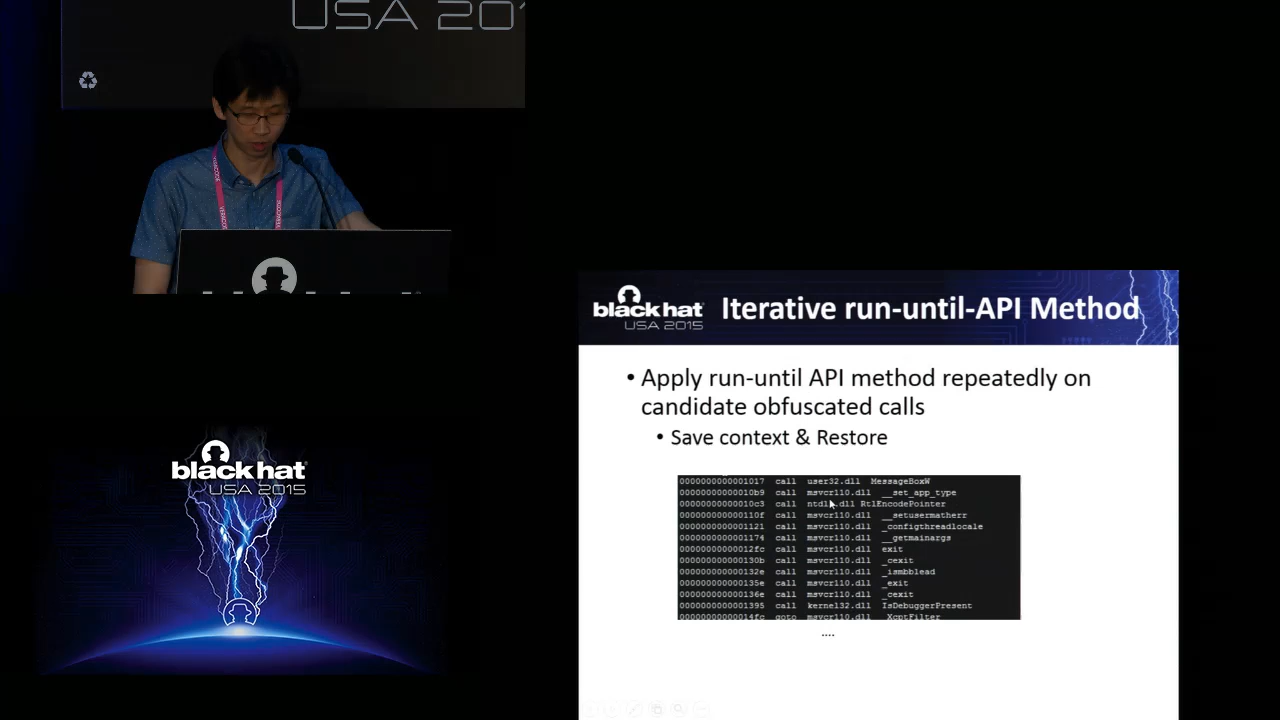 USA 20
black hat
USA 2015
Iterative run-until-API Method
• Apply run-until API method repeatedly on
candidate obfuscated calls
• Save context & Restore
0000000000001017 call user32.dll MessageBoxW
00000000000010b9 call msvcr110.dll __set_app_type
00000000000010c3 call ntdll.dll RtlEncodePointer
000000000000110f call msvcr110.dll __setusermatherr
0000000000001121 call msvcr110.dll _configthreadlocale
0000000000001174 call msvcr110.dll __getmainargs
00000000000012fc call msvcr110.dll exit
000000000000130b call msvcr110.dll _cexit
000000000000132e call msvcr110.dll _ismbblead
000000000000135e call msvcr110.dll _exit
000000000000136e call msvcr110.dll _cexit
0000000000001395 call kernel32.dll IsDebuggerPresent
00000000000014fc goto msvcr110.dll _XcptFilter
....
black hat
USA 2015